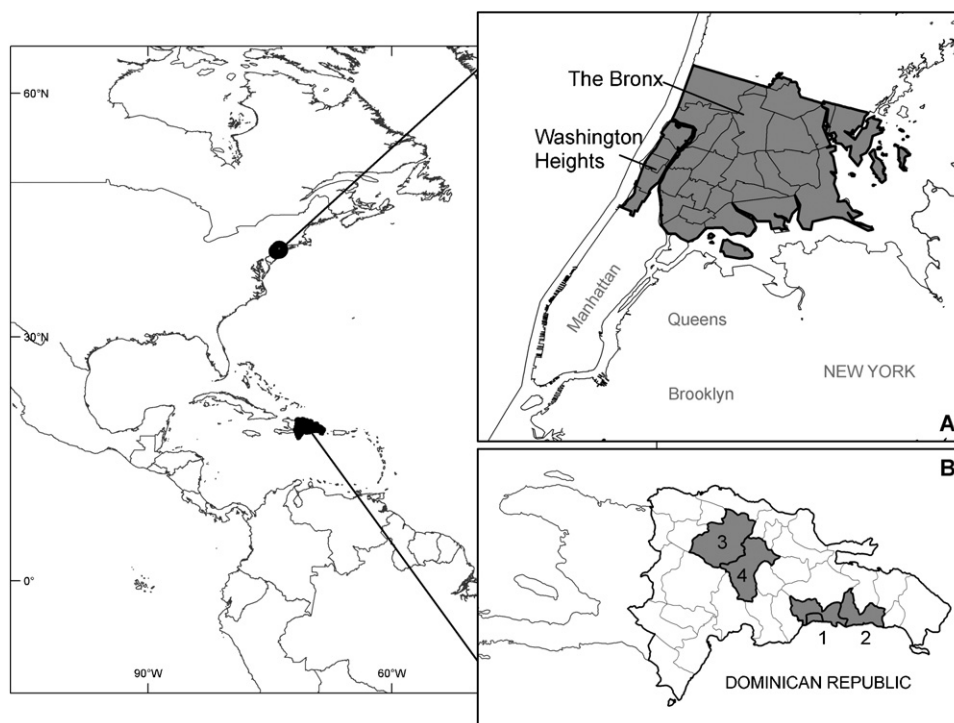 60°N
30°N
0°
90°W
60°W
The Bronx
Washington
Heights
Manhattan
Queens
Brooklyn
NEW YORK
A
B
3
4
1
2
DOMINICAN REPUBLIC